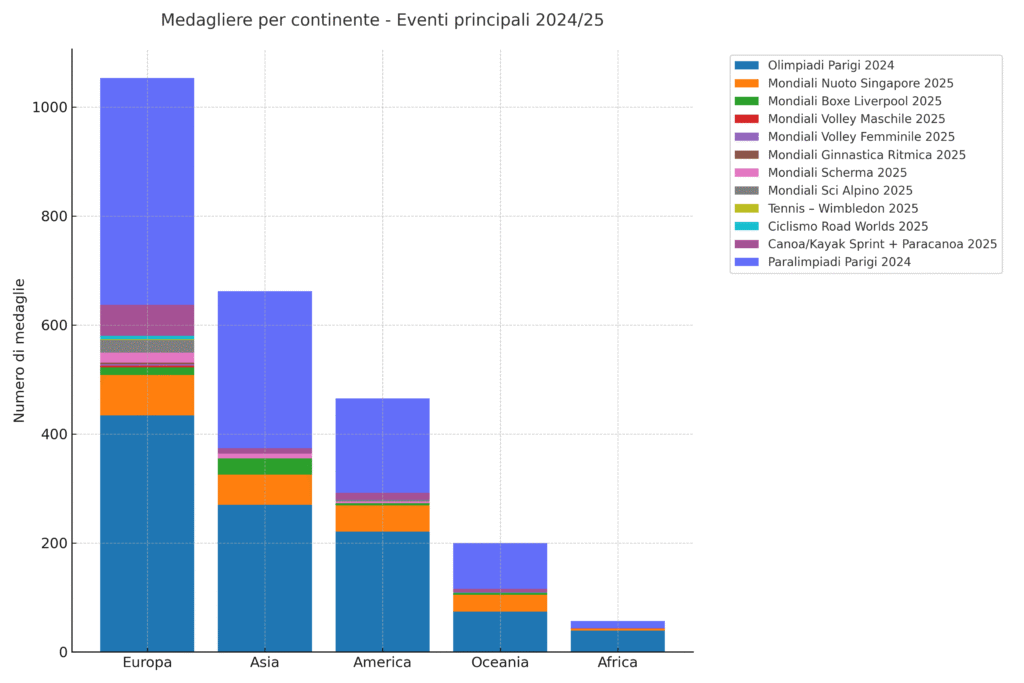 Medagliere per continente - Eventi principali 2024/25
Olimpiadi Parigi 2024
Mondiali Nuoto Singapore 2025
Mondiali Boxe Liverpool 2025
Mondiali Volley Maschile 2025
Mondiali Volley Femminile 2025
Mondiali Ginnastica Ritmica 2025
Mondiali Scherma 2025
Mondiali Sci Alpino 2025
Tennis – Wimbledon 2025
Ciclismo Road Worlds 2025
Canoa/Kayak Sprint + Paracanoa 2025
Paralimpiadi Parigi 2024
Numero di medaglie
1000
800
600
400
200
0
Europa Asia America Oceania Africa